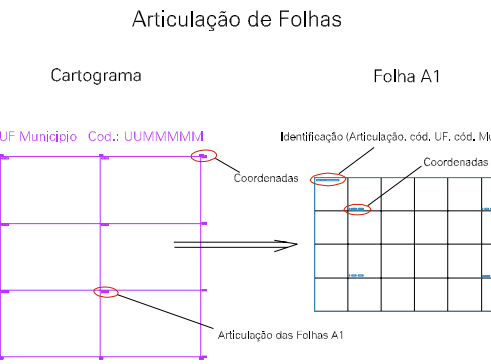 Articulação de Folhas
Cartograma
Folha A1
UF Município Cod.: UUMMMMM
Identificação (Articulação, cód. UF, cód. Mu
Coordenadas
Coordenadas
Articulação das Folhas A1